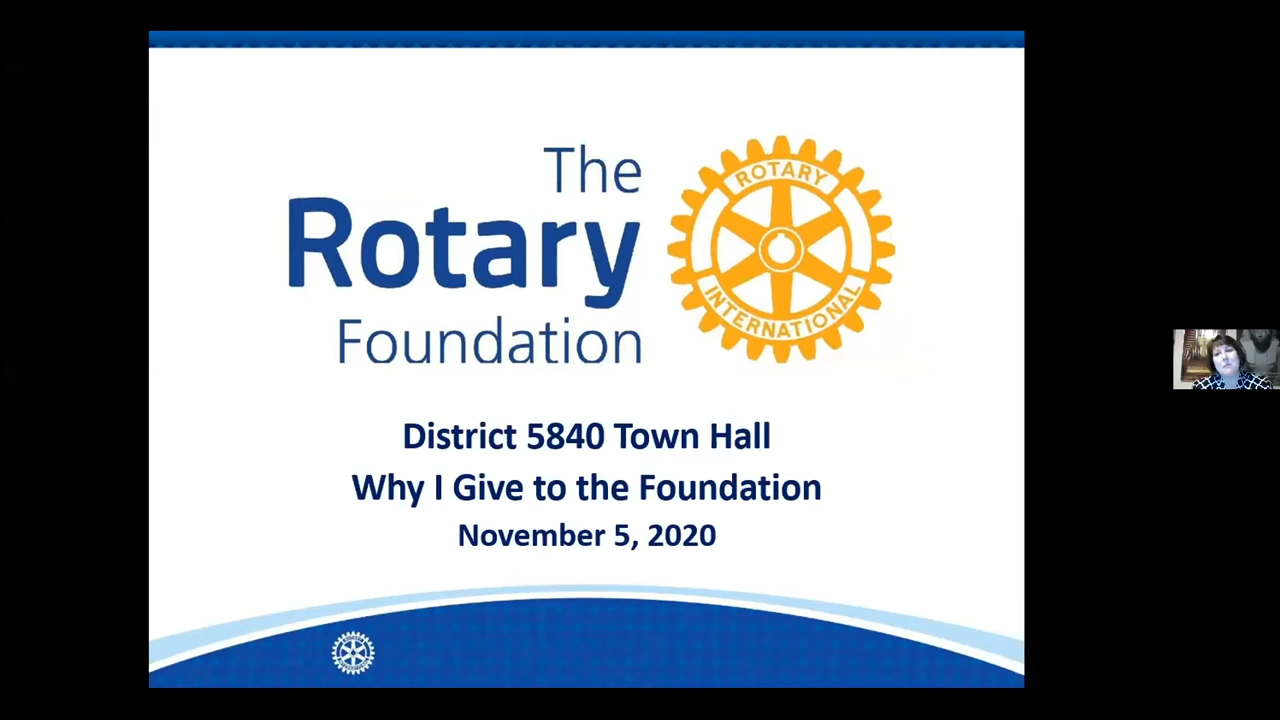 The
Rotary
Foundation
ROTARY
INTERNATIONAL
District 5840 Town Hall
Why I Give to the Foundation
November 5, 2020